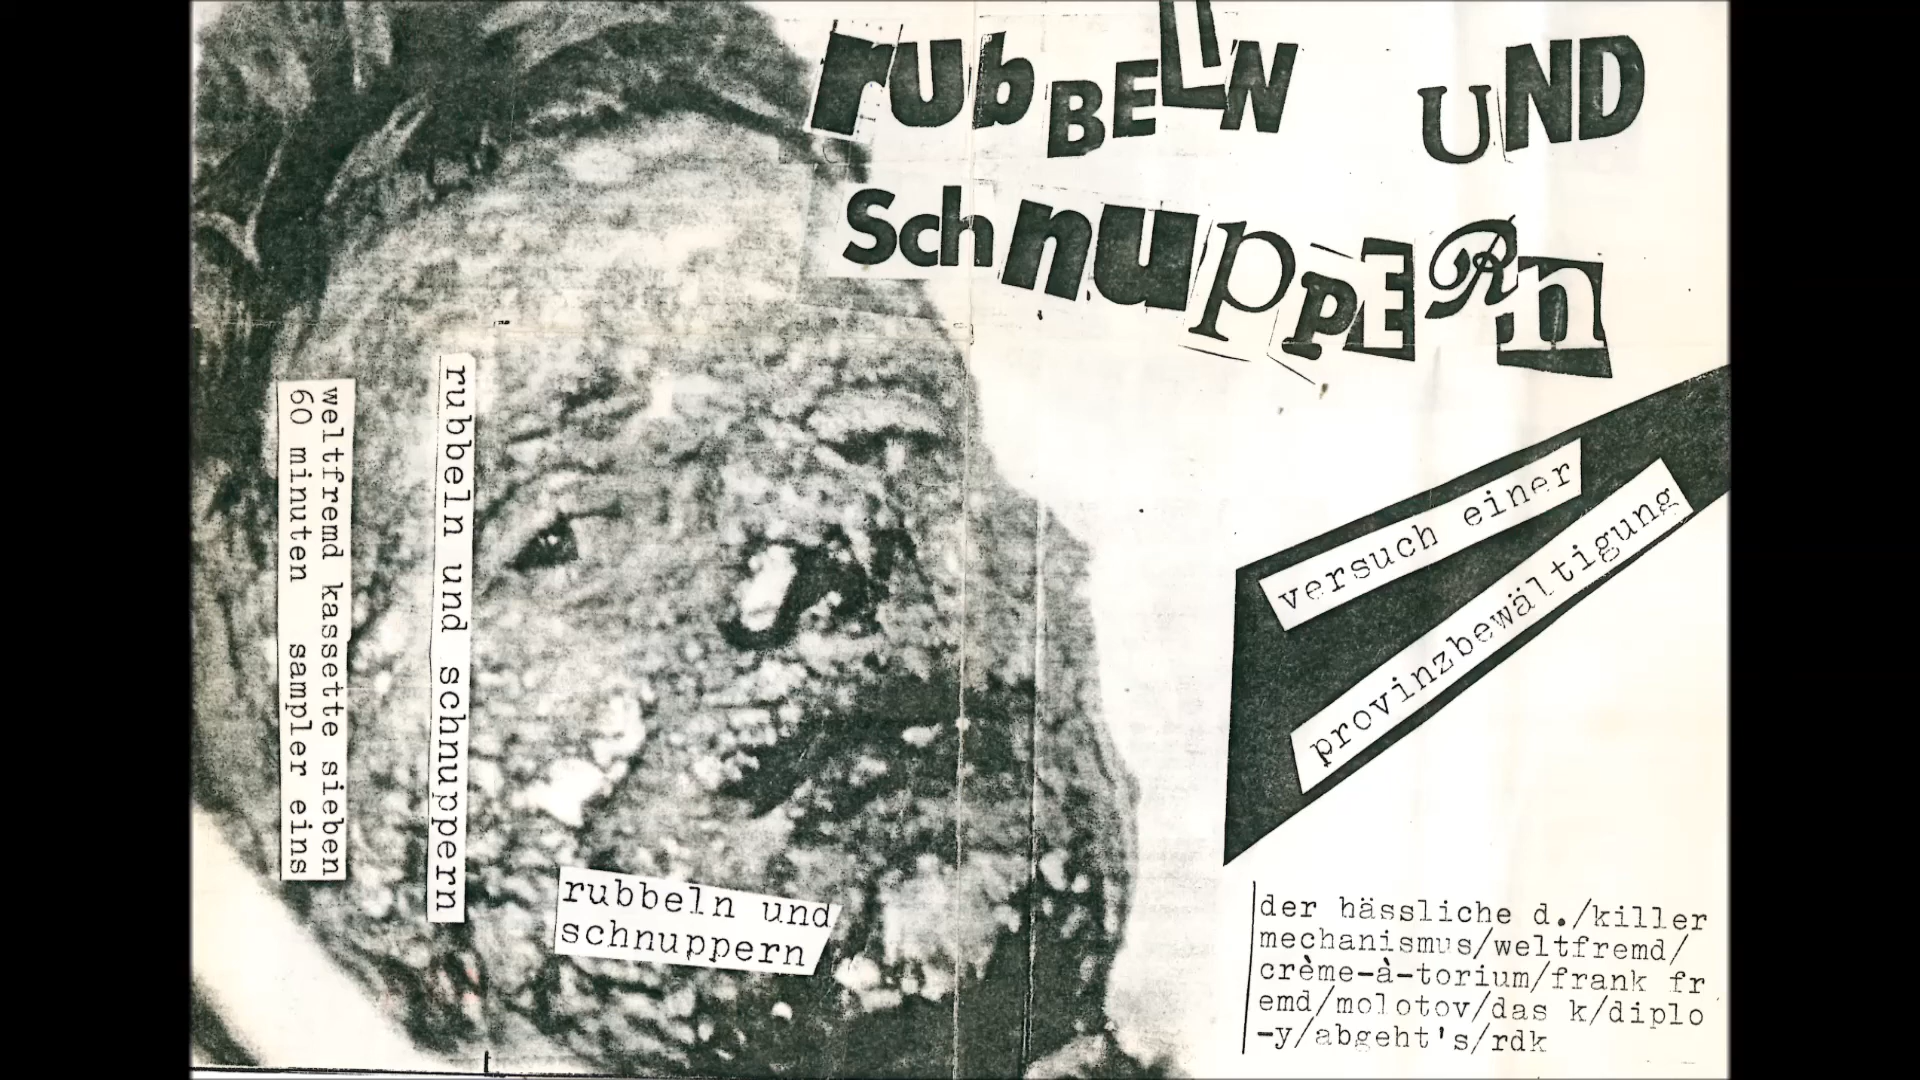 rubBELN UND
SchnuppERn
versuch einer
provinzbewältigung
weltfremd kassette sieben
60 minuten sampler eins
rubbeln und schnuppern
rubbeln und
schnuppern
der hässliche d./killer
mechanismus/weltfremd/
crème-à-torium/frank fr
emd/molotov/das k/diplo
-y/abgeht's/rdk